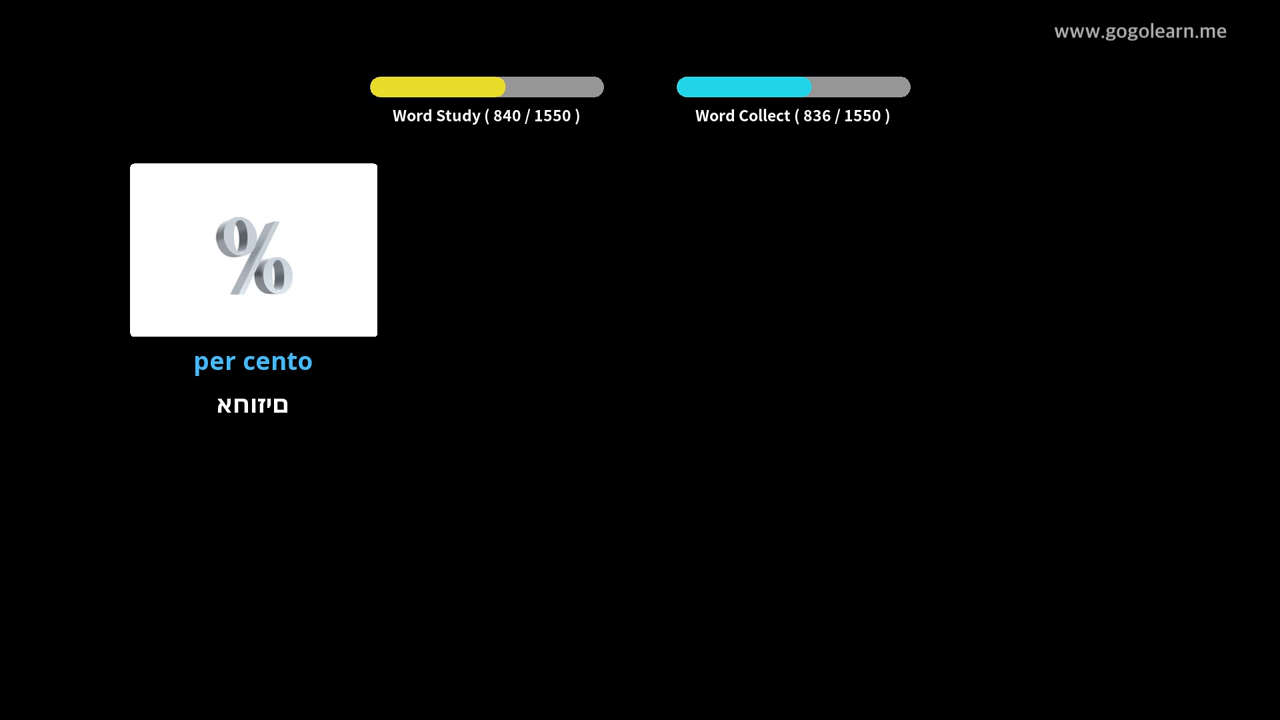 www.gogolearn.me
Word Study ( 840 / 1550 )
Word Collect ( 836 / 1550 )
%
per cento
אחוזים